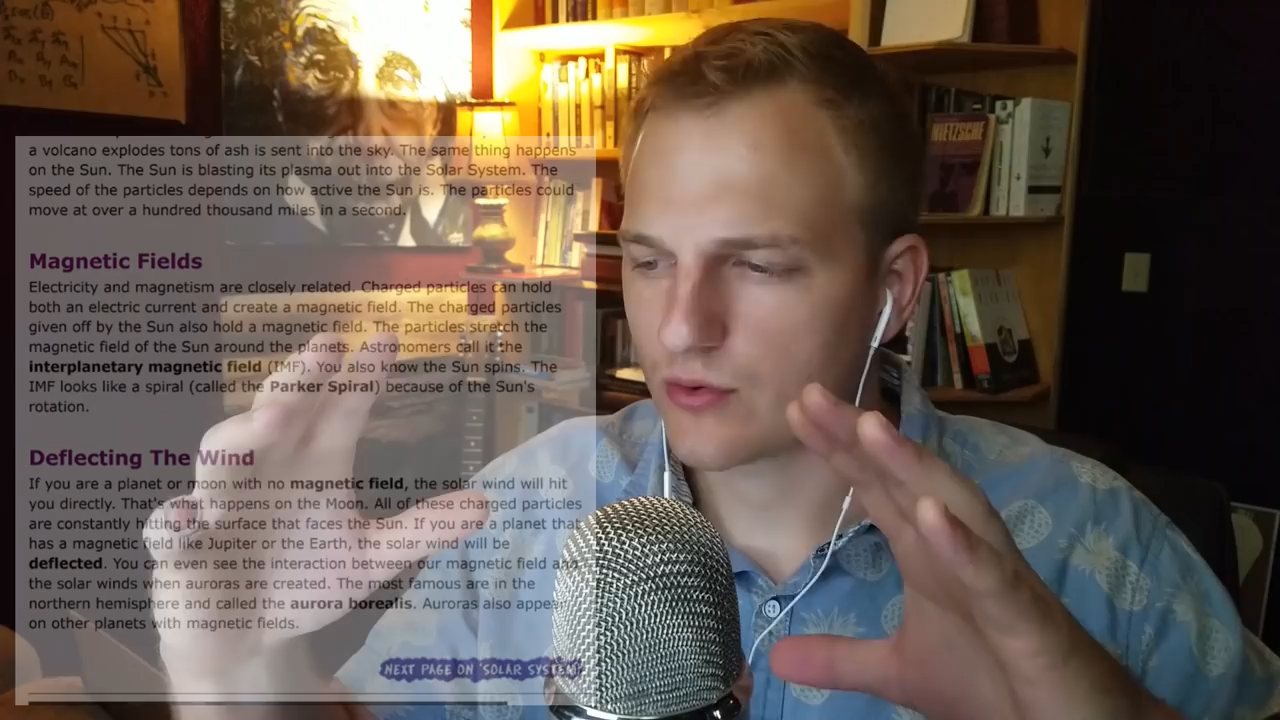 a volcano explodes tons of ash is sent into the sky. The same thing happens
on the Sun. The Sun is blasting its plasma out into the Solar System. The
speed of the particles depends on how active the Sun is. The particles could
move at over a hundred thousand miles in a second.
Magnetic Fields
Electricity and magnetism are closely related. Charged particles can hold
both an electric current and create a magnetic field. The charged particles
given off by the Sun also hold a magnetic field. The particles stretch the
magnetic field of the Sun around the planets. Astronomers call it the
interplanetary magnetic field (IMF). You also know the Sun spins. The
IMF looks like a spiral (called the Parker Spiral) because of the Sun's
rotation.
Deflecting The Wind
If you are a planet or moon with no magnetic field, the solar wind will hit
you directly. That's what happens on the Moon. All of these charged particles
are constantly hitting the surface that faces the Sun. If you are a planet that
has a magnetic field like Jupiter or the Earth, the solar wind will be
deflected. You can even see the interaction between our magnetic field and
the solar winds when auroras are created. The most famous are in the
northern hemisphere and called the aurora borealis. Auroras also appear
on other planets with magnetic fields.
NEXT PAGE ON 'SOLAR SYSTEM'
NIETZSCHE